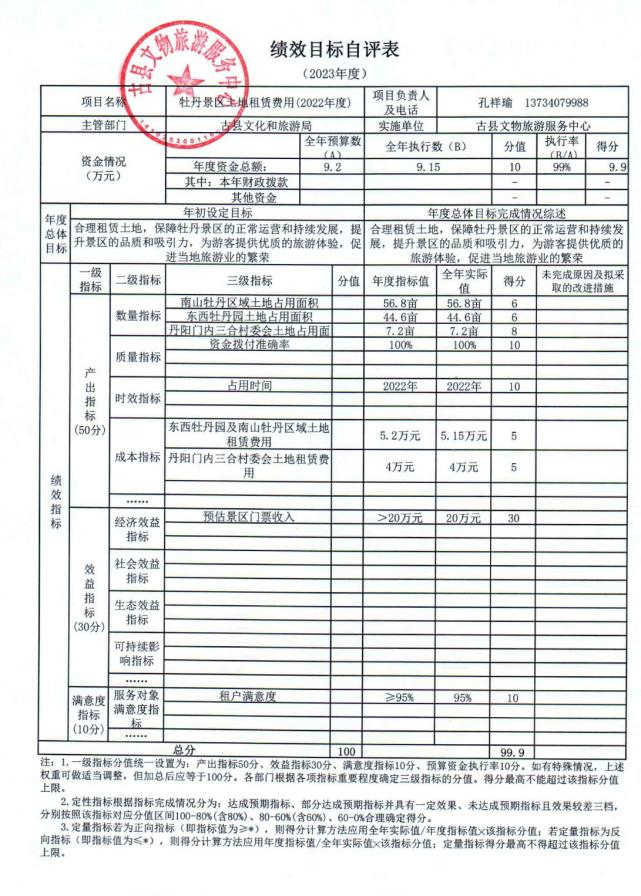 绩效目标自评表
（2023年度）
项目名称 牡丹景区土地租赁费用(2022年度) 项目负责人及电话 孔祥瑜 13734079988
主管部门 古县文化和旅游局 实施单位 古县文物旅游服务中心
资金情况（万元） 全年预算数（A） 全年执行数（B） 分值 执行率（B/A） 得分
年度资金总额： 9.2 9.15 10 99% 9.9
其中：本年财政拨款 － －
其他资金 － －
年度总体目标 年初设定目标 年度总体目标完成情况综述
合理租赁土地，保障牡丹景区的正常运营和持续发展，提升景区的品质和吸引力，为游客提供优质的旅游体验，促进当地旅游业的繁荣 合理租赁土地，保障牡丹景区的正常运营和持续发展，提升景区的品质和吸引力，为游客提供优质的旅游体验，促进当地旅游业的繁荣
绩效指标 一级指标 二级指标 三级指标 分值 年度指标值 全年实际值 得分 未完成原因及拟采取的改进措施
产出指标(50分) 数量指标 南山牡丹区域土地占用面积 56.8亩 56.8亩 6
东西牡丹园土地占用面积 44.6亩 44.6亩 6
丹阳门内三合村委会土地占用面 7.2亩 7.2亩 8
质量指标 资金拨付准确率 100% 100% 10
时效指标 占用时间 2022年 2022年 10
成本指标 东西牡丹园及南山牡丹区域土地租赁费用 5.2万元 5.15万元 5
丹阳门内三合村委会土地租赁费用 4万元 4万元 5
……
效益指标(30分) 经济效益指标 预估景区门票收入 >20万元 20万元 30
社会效益指标
生态效益指标
可持续影响指标
……
满意度指标(10分) 服务对象满意度指标 租户满意度 ≥95% 95% 10
……
总分 100 99.9
注：1.一级指标分值统一设置为：产出指标50分、效益指标30分、满意度指标10分、预算资金执行率10分。如有特殊情况，上述
权重可做适当调整，但加总后应等于100分。各部门根据各项指标重要程度确定三级指标的分值。得分最高不能超过该指标分值
上限。
2.定性指标根据指标完成情况分为：达成预期指标、部分达成预期指标并具有一定效果、未达成预期指标且效果较差三档，
分别按照该指标对应分值区间100-80%(含80%)、80-60%(含60%)、60-0%合理确定得分。
3.定量指标若为正向指标（即指标值为≥*），则得分计算方法应用全年实际值/年度指标值×该指标分值；若定量指标为反
向指标（即指标值为≤*），则得分计算方法应用年度指标值/全年实际值×该指标分值；定量指标得分最高不得超过该指标分值
上限。
古县文物旅游服务中心